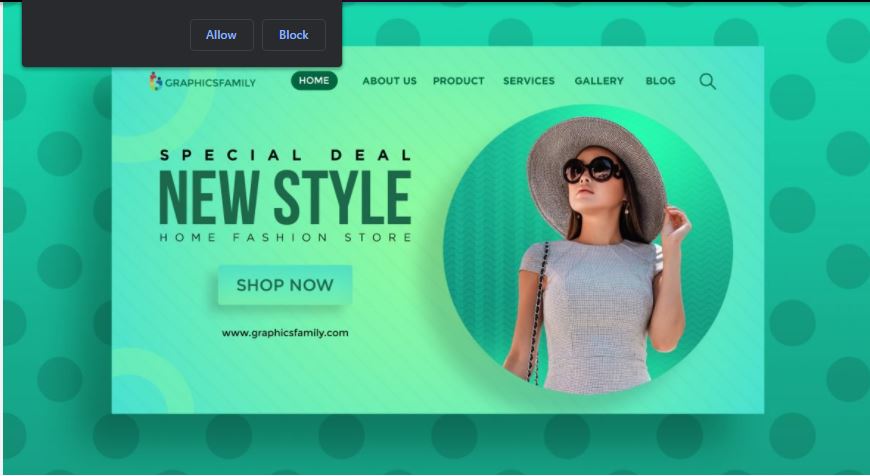 Allow Block
GRAPHICSFAMILY HOME ABOUT US PRODUCT SERVICES GALLERY BLOG
SPECIAL DEAL
NEW STYLE
HOME FASHION STORE
SHOP NOW
www.graphicsfamily.com